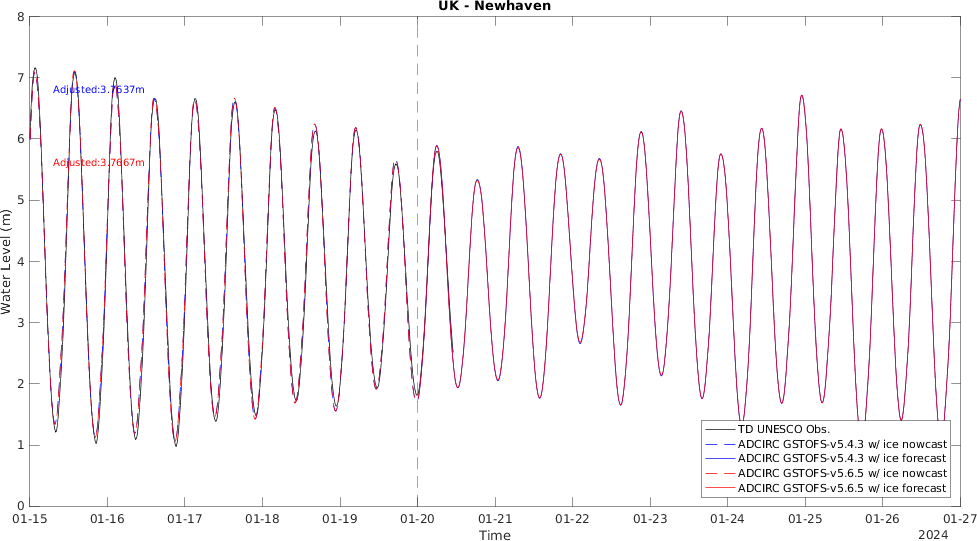 UK - Newhaven
8
7
6
5
4
3
2
1
0
Water Level (m)
Adjusted:3.7637m
Adjusted:3.7667m
TD UNESCO Obs.
ADCIRC GSTOFS-v5.4.3 w/ ice nowcast
ADCIRC GSTOFS-v5.4.3 w/ ice forecast
ADCIRC GSTOFS-v5.6.5 w/ ice nowcast
ADCIRC GSTOFS-v5.6.5 w/ ice forecast
01-15 01-16 01-17 01-18 01-19 01-20 01-21 01-22 01-23 01-24 01-25 01-26 01-27
Time
2024